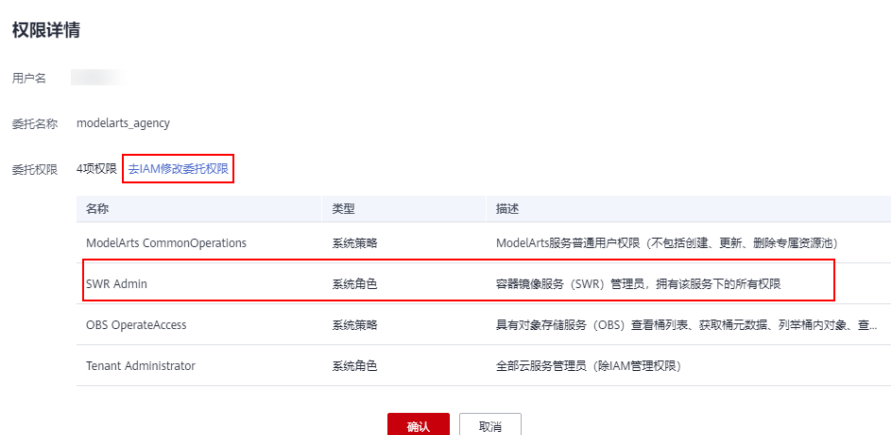 权限详情
用户名
委托名称 modelarts_agency
委托权限 4项权限 去IAM修改委托权限
名称 类型 描述
ModelArts CommonOperations 系统策略 ModelArts服务普通用户权限（不包括创建、更新、删除专属资源池）
SWR Admin 系统角色 容器镜像服务（SWR）管理员，拥有该服务下的所有权限
OBS OperateAccess 系统策略 具有对象存储服务（OBS）查看桶列表、获取桶元数据、列举桶内对象、查...
Tenant Administrator 系统角色 全部云服务管理员（除IAM管理权限）
确认 取消